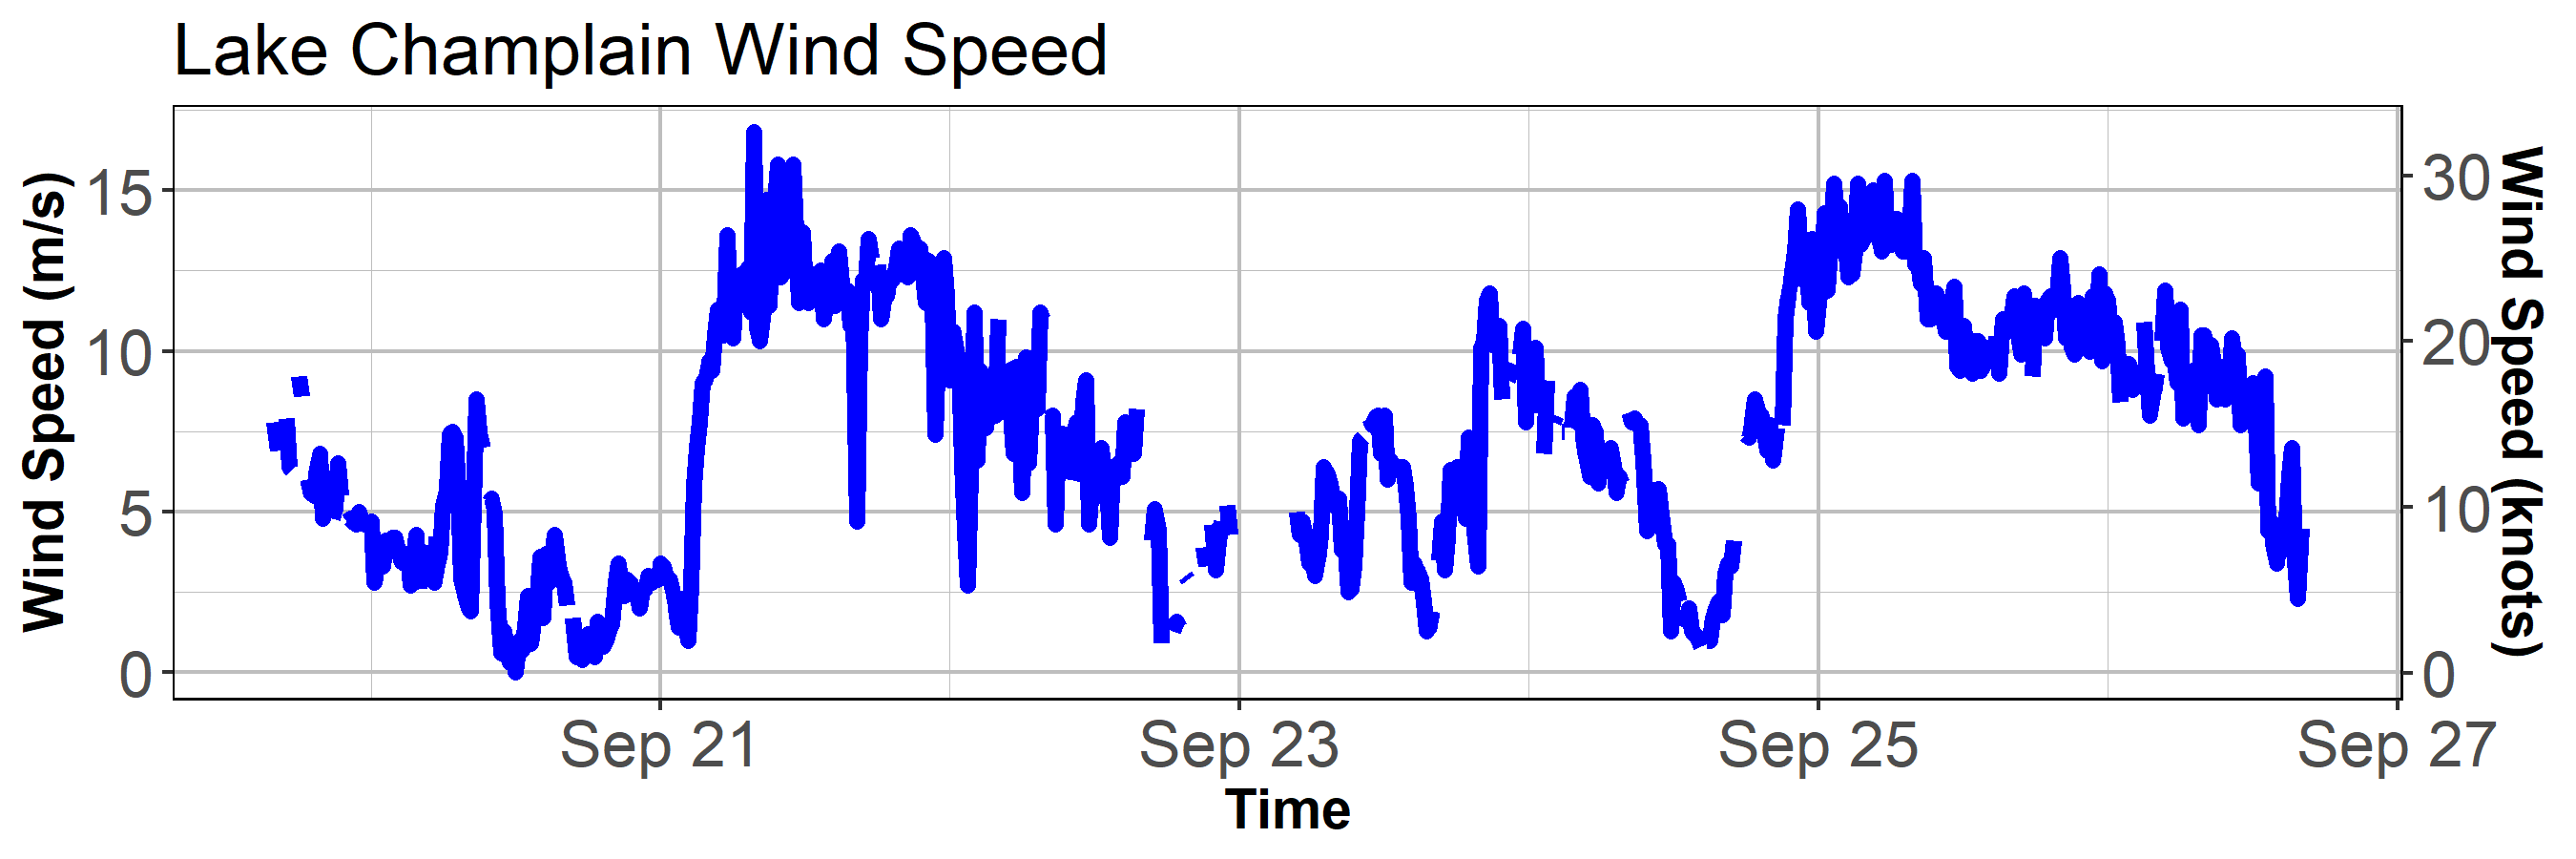 Lake Champlain Wind Speed
Wind Speed (m/s)
15
10
5
0
30
20
10
0
Wind Speed (knots)
Sep 21
Sep 23
Sep 25
Sep 27
Time